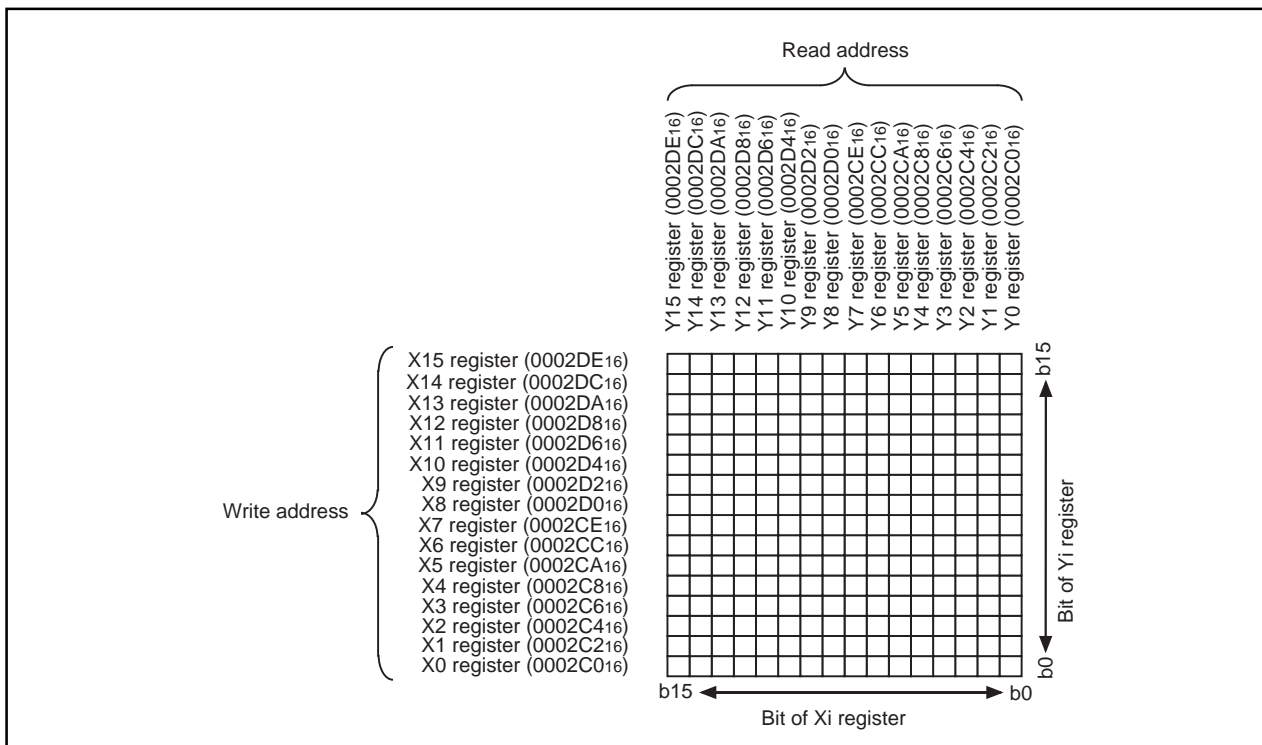 Read address
Y15 register (0002DE16)
Y14 register (0002DC16)
Y13 register (0002DA16)
Y12 register (0002D816)
Y11 register (0002D616)
Y10 register (0002D416)
Y9 register (0002D216)
Y8 register (0002D016)
Y7 register (0002CE16)
Y6 register (0002CC16)
Y5 register (0002CA16)
Y4 register (0002C816)
Y3 register (0002C616)
Y2 register (0002C416)
Y1 register (0002C216)
Y0 register (0002C016)
Write address
X15 register (0002DE16)
X14 register (0002DC16)
X13 register (0002DA16)
X12 register (0002D816)
X11 register (0002D616)
X10 register (0002D416)
X9 register (0002D216)
X8 register (0002D016)
X7 register (0002CE16)
X6 register (0002CC16)
X5 register (0002CA16)
X4 register (0002C816)
X3 register (0002C616)
X2 register (0002C416)
X1 register (0002C216)
X0 register (0002C016)
b15
Bit of Yi register
b0
b15
b0
Bit of Xi register